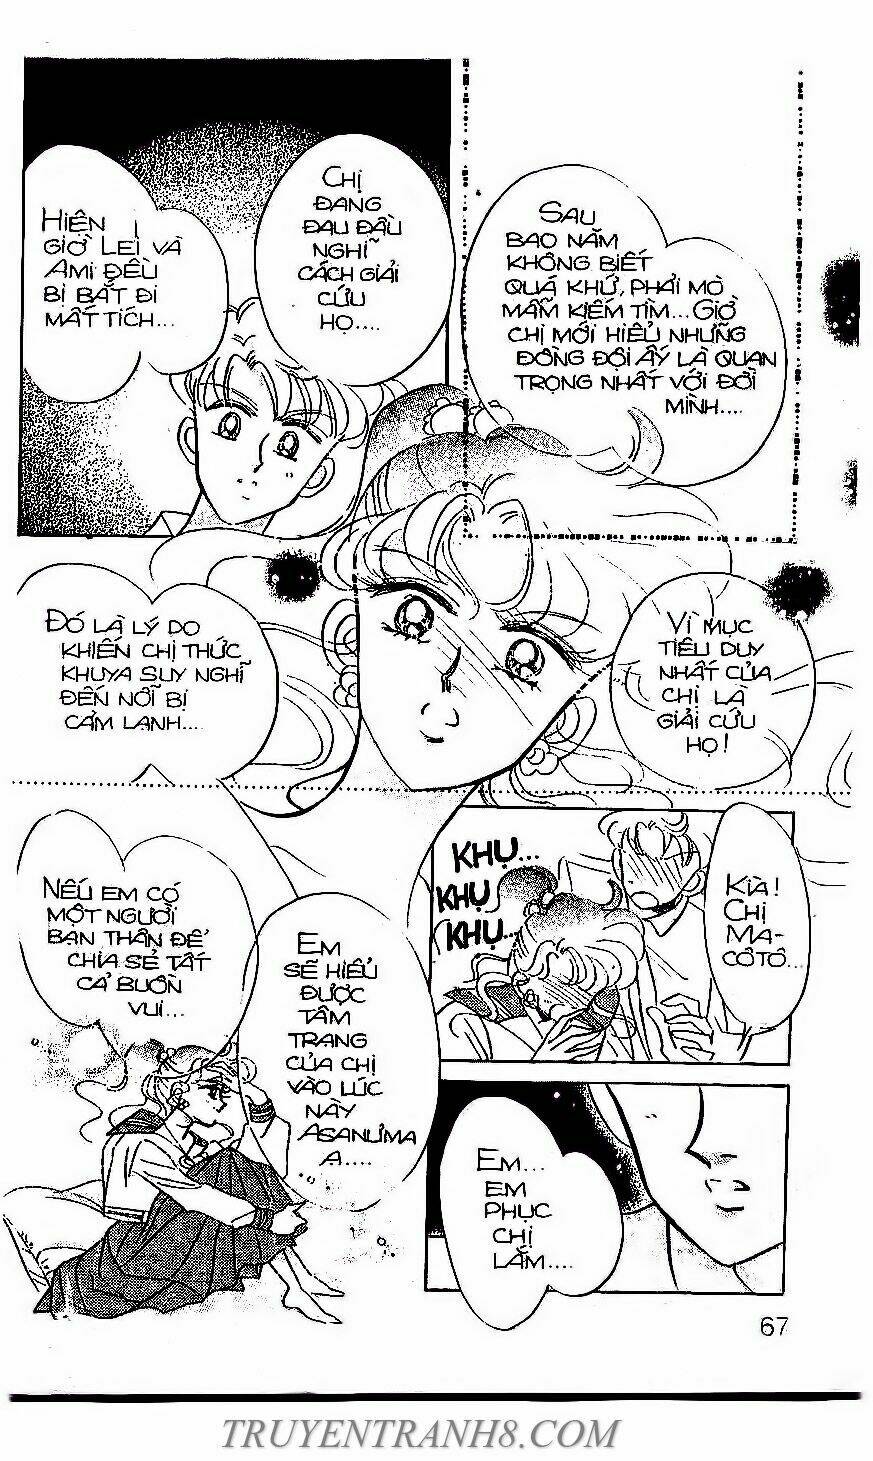 HIỆN
GIỜ LEI VÀ
AMI ĐỀU
BỊ BẮT ĐI
MẤT TÍCH...
CHỊ
ĐANG
ĐAU ĐẦU
NGHĨ
CÁCH GIẢI
CỨU
HỌ....
SAU
BAO NĂM
KHÔNG BIẾT
QUÁ KHỨ, PHẢI MÒ
MẪM KIẾM TÌM...GIỜ
CHỊ MỚI HIỂU NHỮNG
ĐỒNG ĐỘI ẤY LÀ QUAN
TRỌNG NHẤT VỚI ĐỜI
MÌNH....
ĐÓ LÀ LÝ DO
KHIẾN CHỊ THỨC
KHUYA SUY NGHĨ
ĐẾN NỖI BỊ
CẢM LẠNH....
VÌ MỤC
TIÊU DUY
NHẤT CỦA
CHỊ LÀ
GIẢI CỨU
HỌ!
NẾU EM CÓ
MỘT NGƯỜI
BẠN THÂN ĐỂ
CHIA SẺ TẤT
CẢ BUỒN
VUI...
EM
SẼ HIỂU
ĐƯỢC
TÂM
TRẠNG
CỦA CHỊ
VÀO LÚC
NÀY
ASANUMA
Ạ....
KHỤ...
KHỤ
KHỤ...
KÌA!
CHỊ
MA-
CÔTÔ...
EM...
EM
PHỤC
CHỊ
LẮM....
67
TRUYENTRANH8.COM